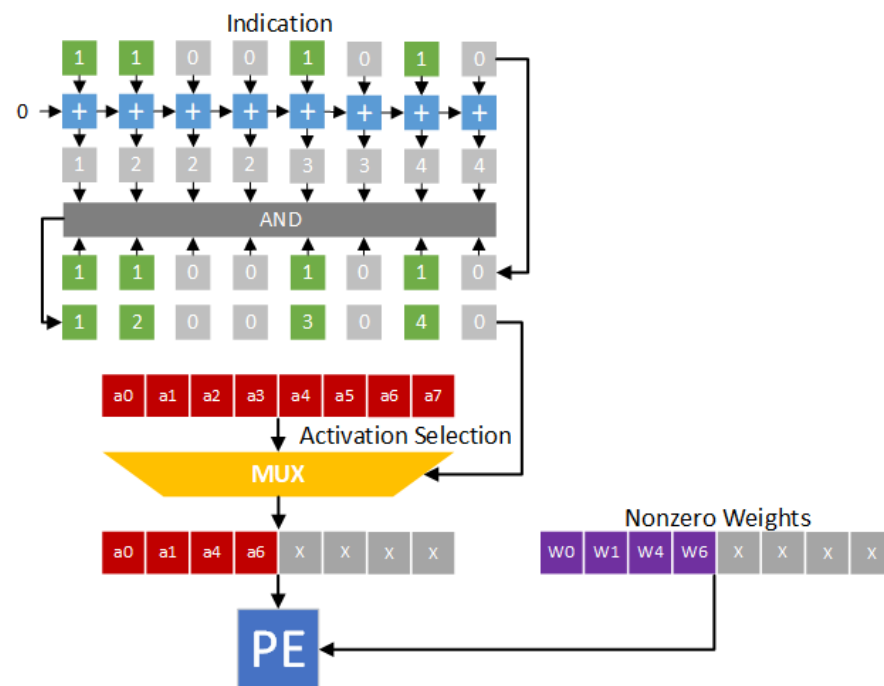 Indication
1 1 0 0 1 0 1 0
0 + + + + + + + +
1 2 2 2 3 3 4 4
AND
1 1 0 0 1 0 1 0
1 2 0 0 3 0 4 0
a0 a1 a2 a3 a4 a5 a6 a7
Activation Selection
MUX
Nonzero Weights
a0 a1 a4 a6 X X X X
W0 W1 W4 W6 X X X X
PE